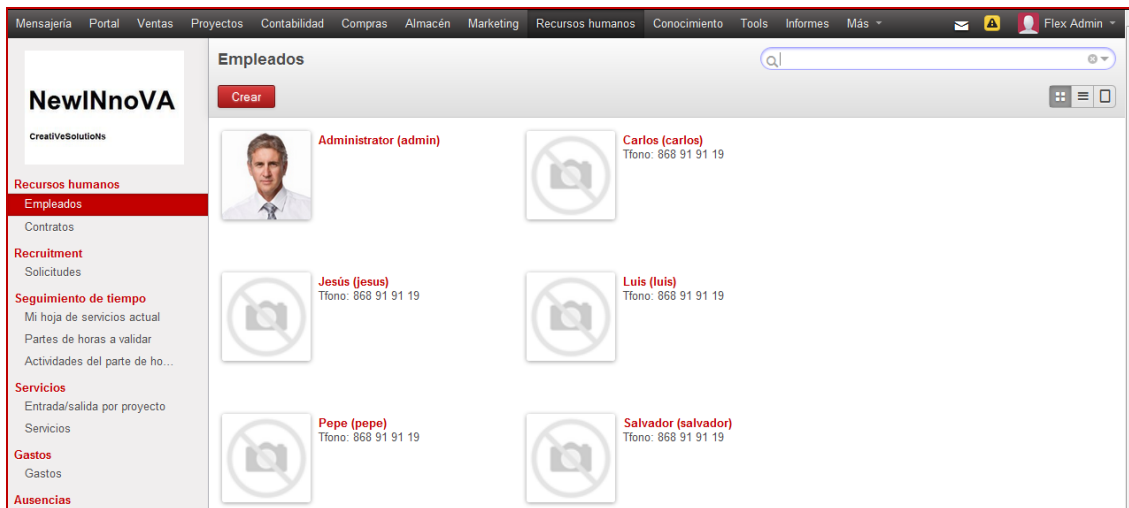 Mensajería Portal Ventas Proyectos Contabilidad Compras Almacén Marketing Recursos humanos Conocimiento Tools Informes Más Flex Admin
NewINnoVA
CreatiVeSolutioNs
Recursos humanos
Empleados
Contratos
Recruitment
Solicitudes
Seguimiento de tiempo
Mi hoja de servicios actual
Partes de horas a validar
Actividades del parte de ho...
Servicios
Entrada/salida por proyecto
Servicios
Gastos
Gastos
Ausencias
Empleados
Crear
Administrator (admin)
Carlos (carlos)
Tfono: 868 91 91 19
Jesús (jesus)
Tfono: 868 91 91 19
Luis (luis)
Tfono: 868 91 91 19
Pepe (pepe)
Tfono: 868 91 91 19
Salvador (salvador)
Tfono: 868 91 91 19